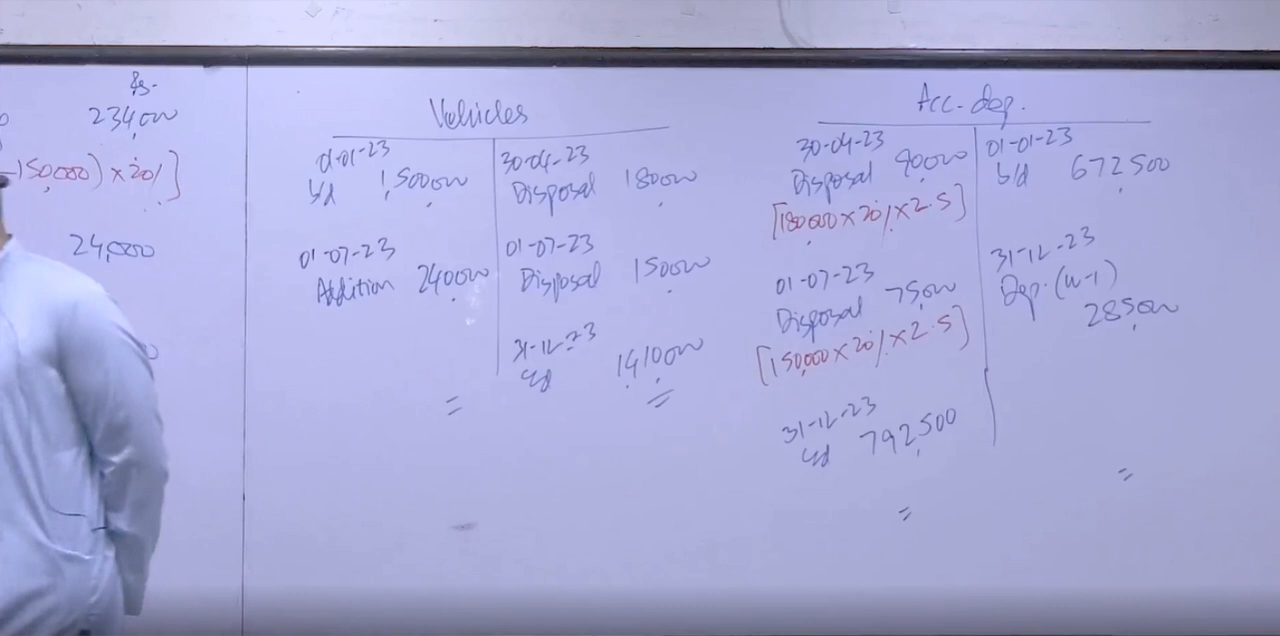 Rs.
234,000
150,000) × 20%]
24,000
Vehicles
01-01-23
b/d 1,500,000
01-07-23
Addition 240,000
=
30-04-23
Disposal 180,000
01-07-23
Disposal 150,000
31-12-23
c/d 1,410,000
=
Acc. dep.
30-04-23
Disposal 90,000
[180,000 × 20% × 2.5]
01-07-23
Disposal 75,000
[150,000 × 20% × 2.5]
31-12-23
c/d 792,500
=
01-01-23
b/d 672,500
31-12-23
Dep. (w-1)
285,000
=